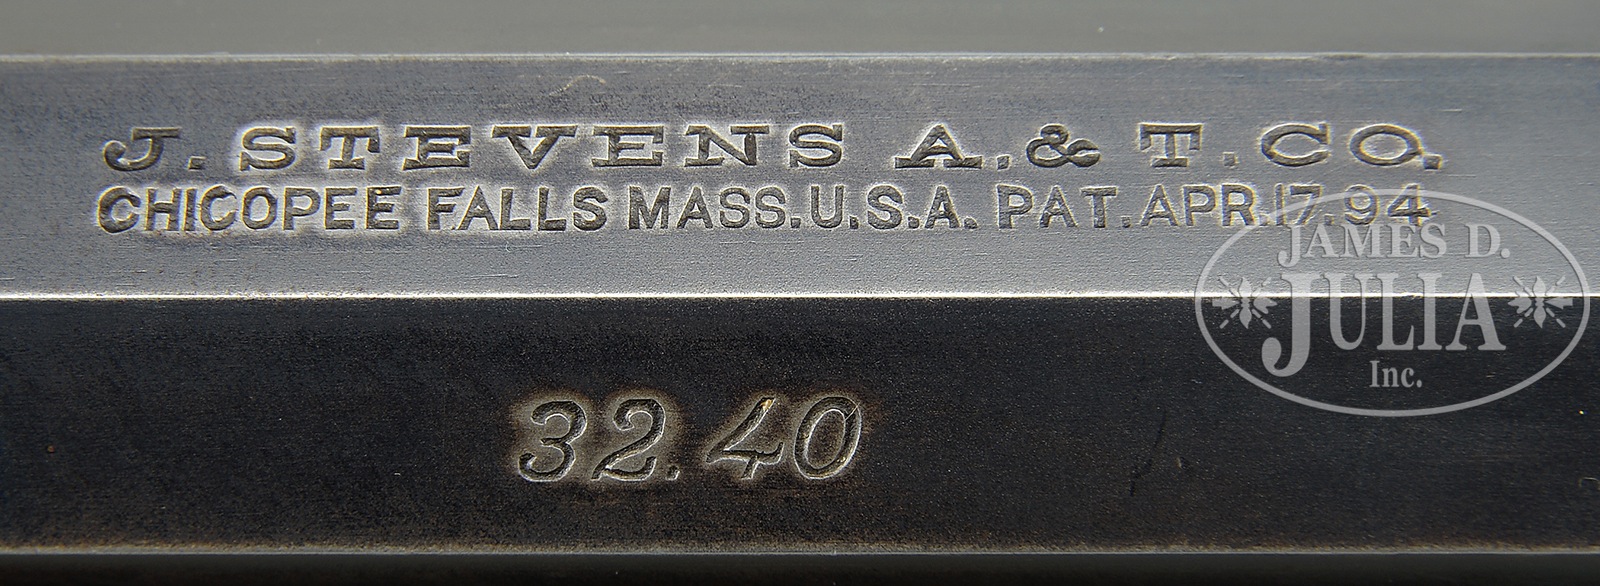 J. STEVENS A. & T. CO.
CHICOPEE FALLS MASS. U.S.A. PAT. APR. 17. 94
32.40
JAMES D.
JULIA
Inc.